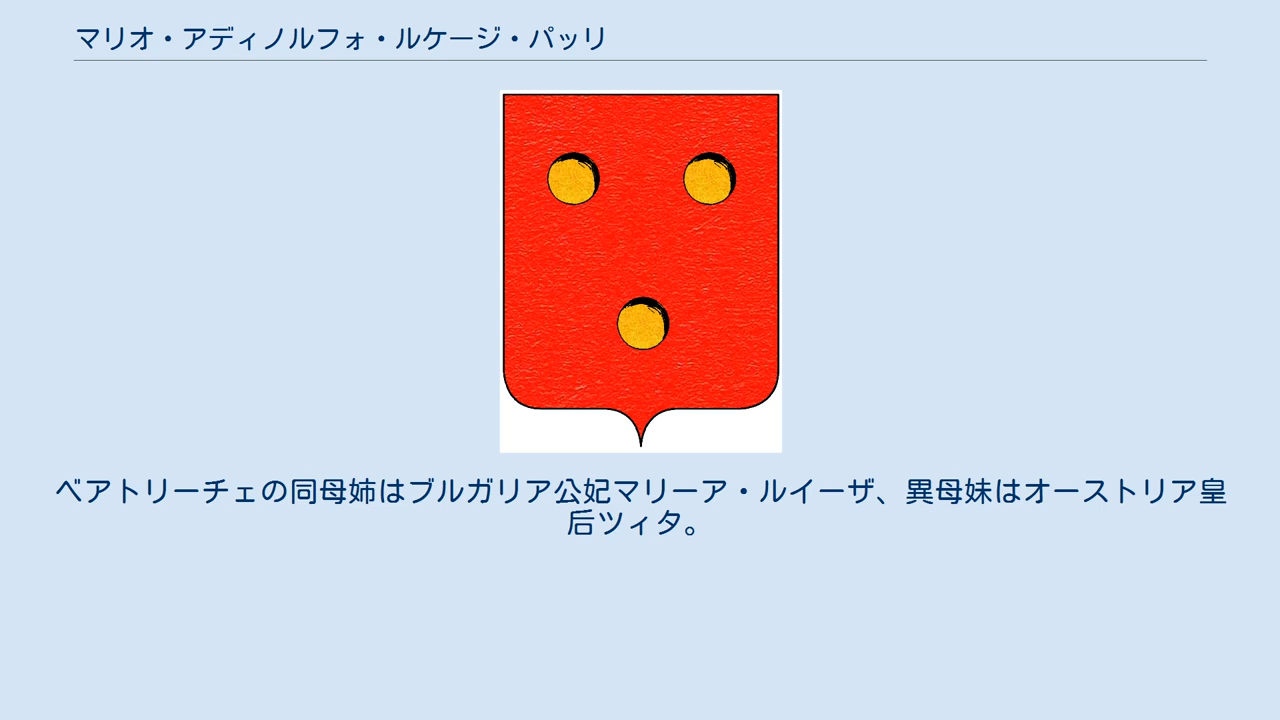 マリオ・アディノルフォ・ルケージ・パッリ
ベアトリーチェの同母姉はブルガリア公妃マリーア・ルイーザ、異母妹はオーストリア皇
后ツィタ。